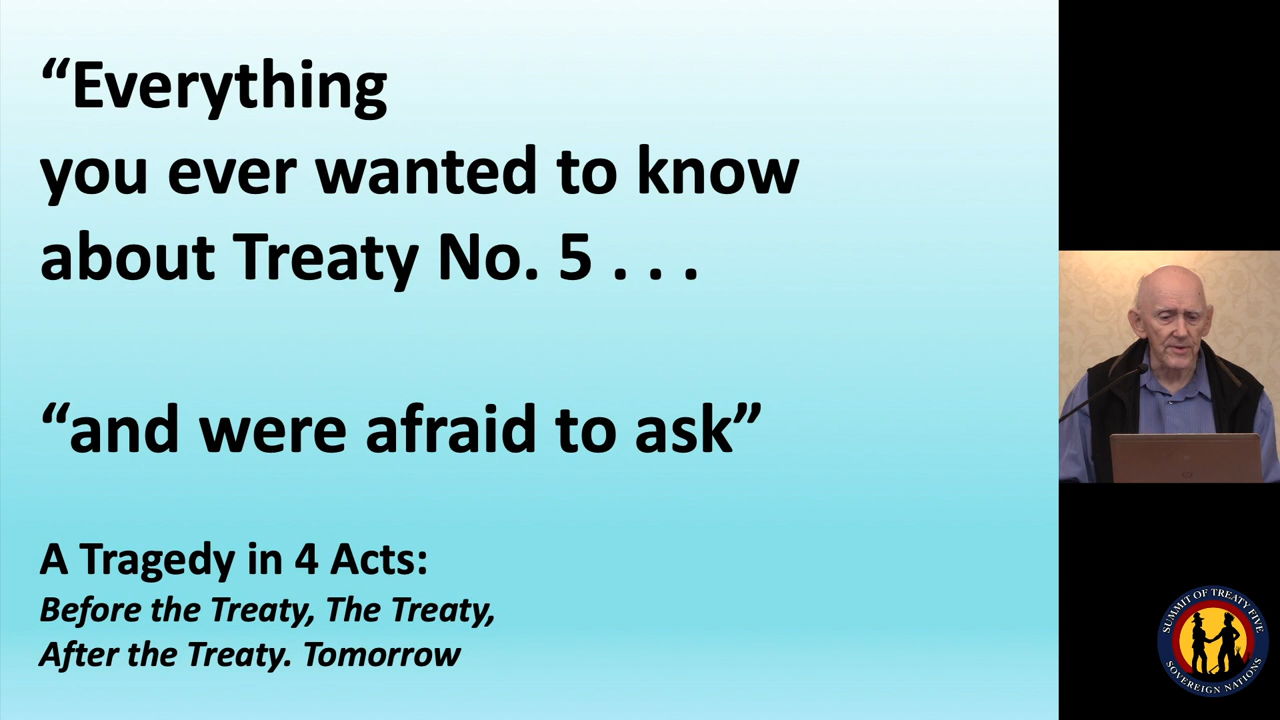 “Everything
you ever wanted to know
about Treaty No. 5 . . .
“and were afraid to ask”
A Tragedy in 4 Acts:
Before the Treaty, The Treaty,
After the Treaty. Tomorrow
SUMMIT OF TREATY FIVE
SOVEREIGN NATIONS